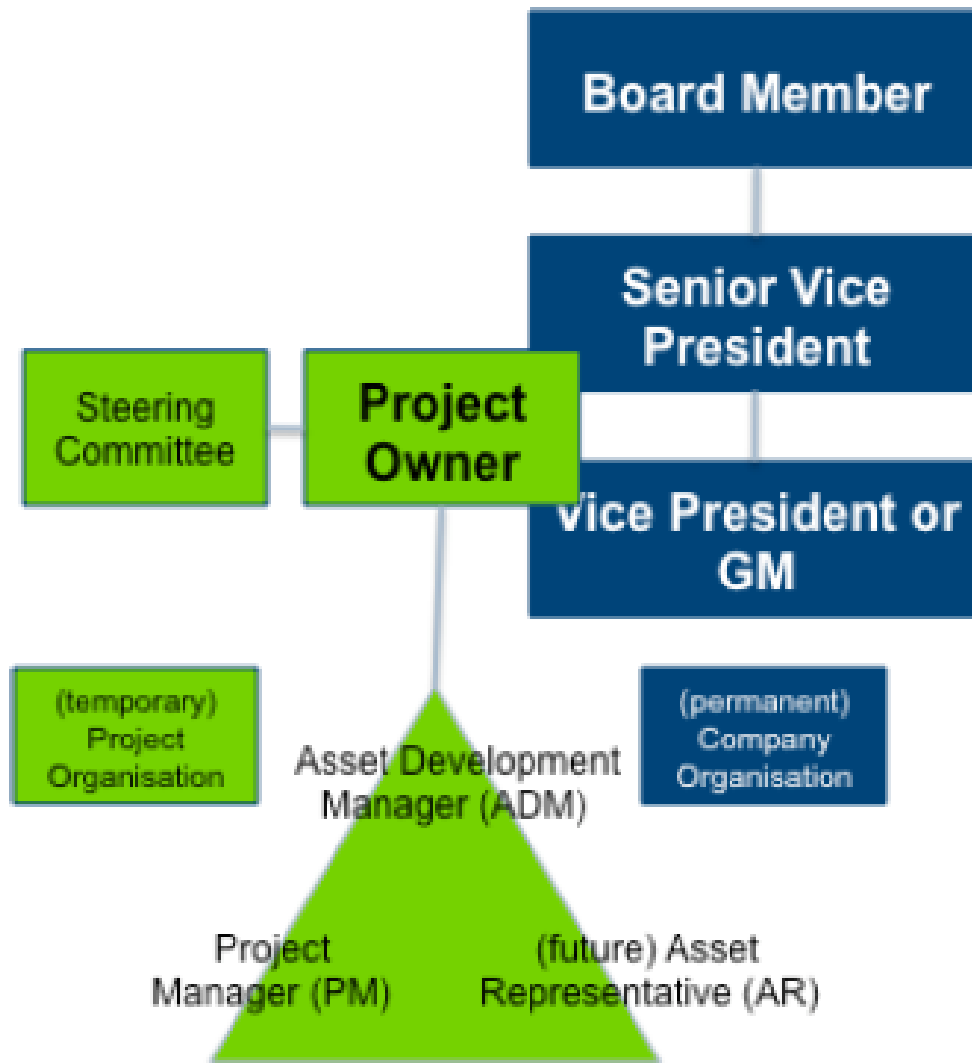 Board Member
Senior Vice
President
Steering
Committee
Project
Owner
Vice President or
GM
(temporary)
Project
Organisation
(permanent)
Company
Organisation
Asset Development
Manager (ADM)
Project
Manager (PM)
(future) Asset
Representative (AR)